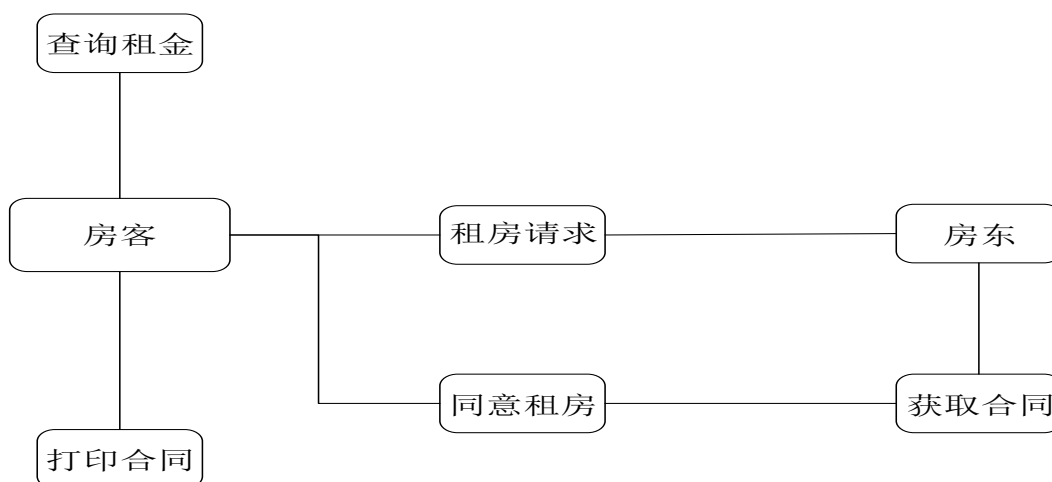 查询租金
房客
租房请求
房东
同意租房
获取合同
打印合同